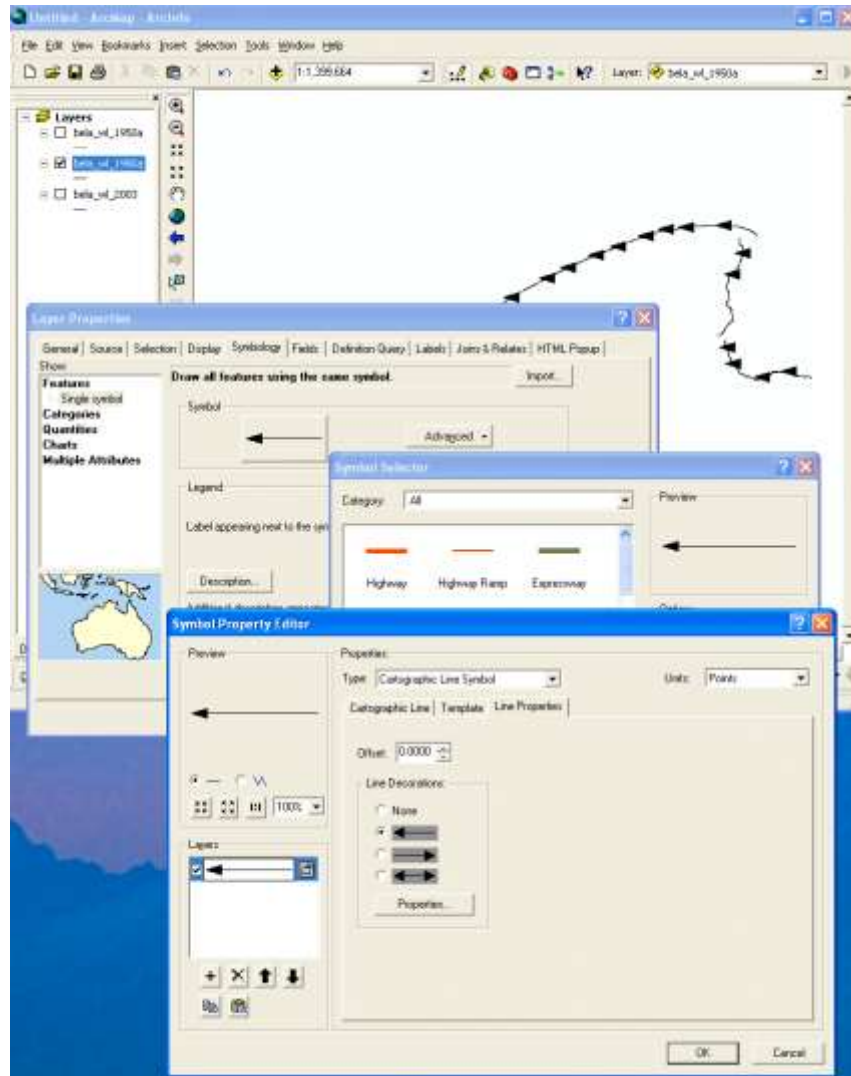 Untitled - ArcMap - ArcInfo
File Edit View Bookmarks Insert Selection Tools Window Help
1:1,399,664 Layer: bela_wl_1950a
Layers
bela_wl_1950a
bela_wl_1980a
bela_wl_2003
Layer Properties
General Source Selection Display Symbology Fields Definition Query Labels Joins & Relates HTML Popup
Show:
Features
Single symbol
Categories
Quantities
Charts
Multiple Attributes
Draw all features using the same symbol.
Import...
Symbol
Advanced
Legend
Label appearing next to the sym
Description...
Symbol Selector
Category: All
Preview
Highway Highway Ramp Expressway
Symbol Property Editor
Preview
100%
Layers
Properties:
Type: Cartographic Line Symbol
Units: Points
Cartographic Line Template Line Properties
Offset: 0.0000
Line Decorations:
None
Properties...
OK Cancel